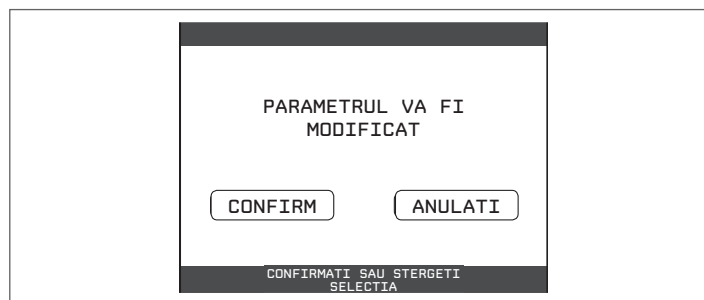 PARAMETRUL VA FI
MODIFICAT
CONFIRM
ANULATI
CONFIRMATI SAU STERGETI
SELECTIA